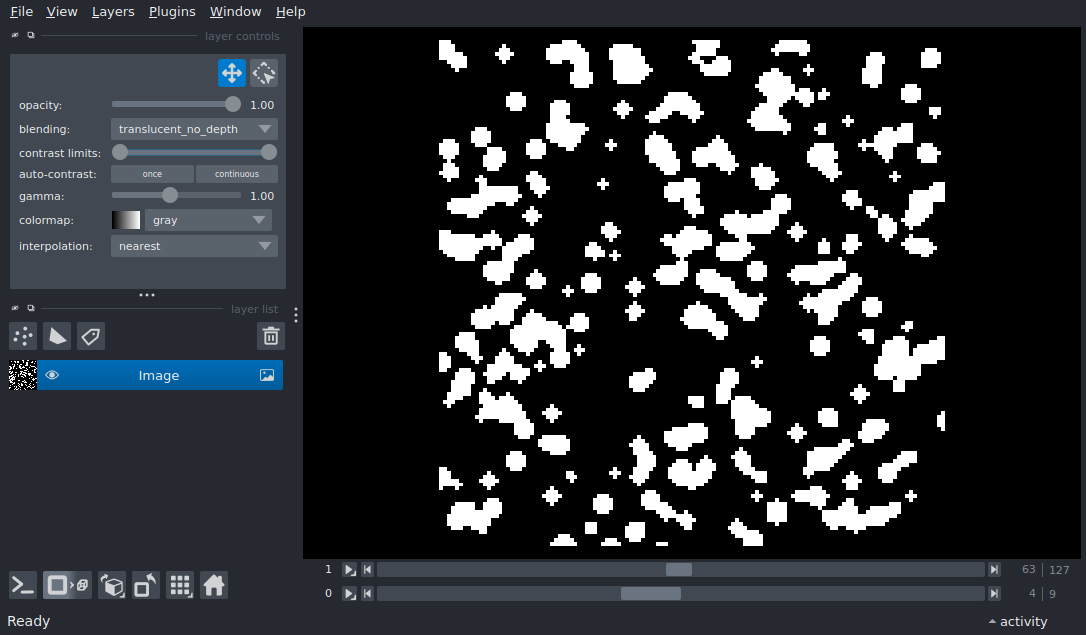 File View Layers Plugins Window Help
layer controls
opacity: 1.00
blending: translucent_no_depth
contrast limits:
auto-contrast: once continuous
gamma: 1.00
colormap: gray
interpolation: nearest
layer list
Image
1 63 127
0 4 9
Ready activity